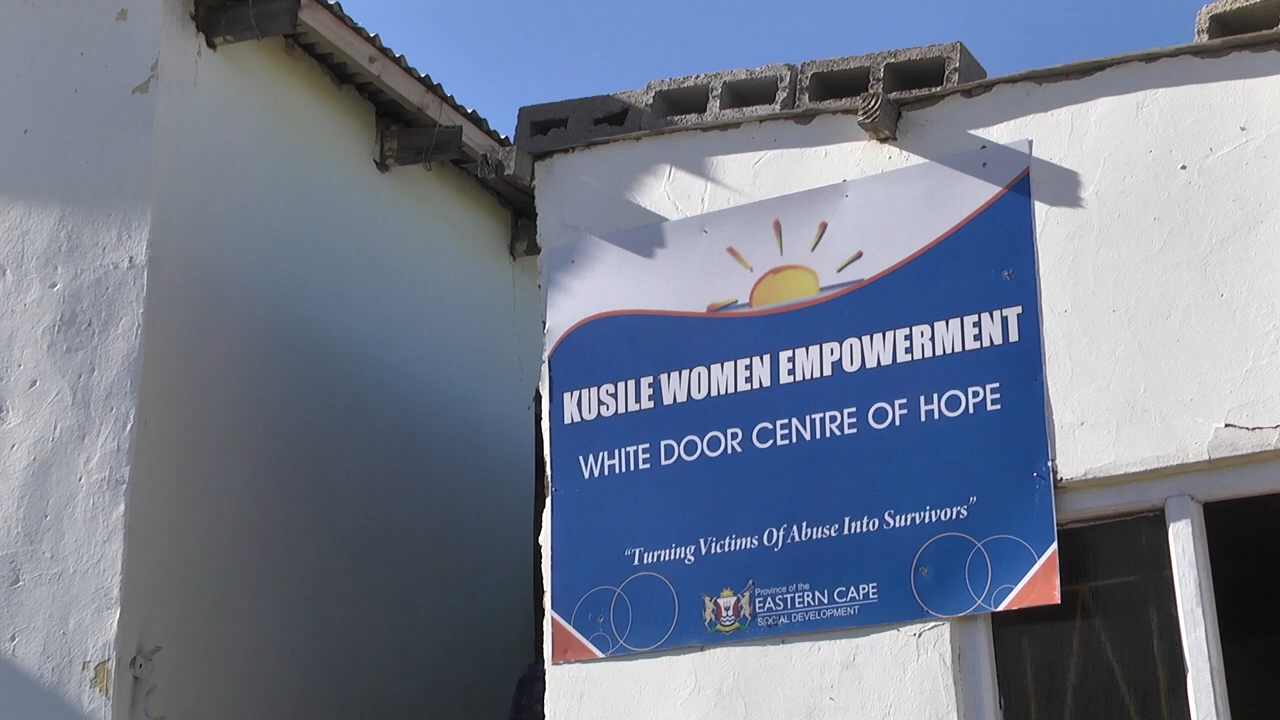 KUSILE WOMEN EMPOWERMENT
WHITE DOOR CENTRE OF HOPE
“Turning Victims Of Abuse Into Survivors”
Province of the
EASTERN CAPE
SOCIAL DEVELOPMENT